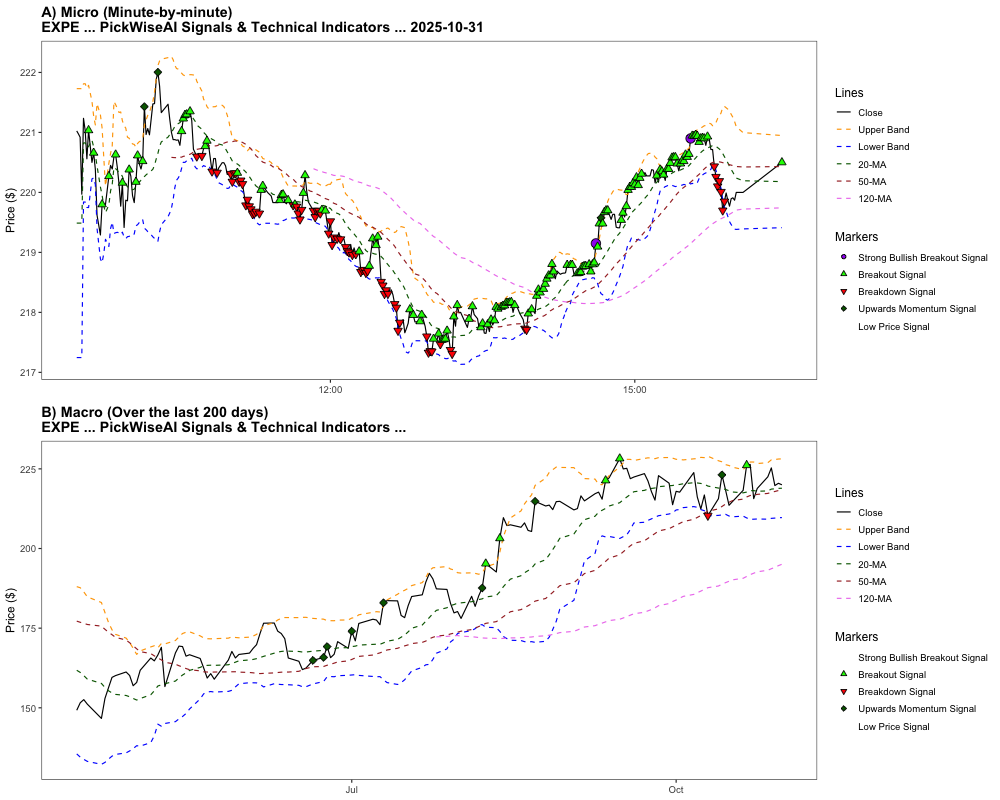 A) Micro (Minute-by-minute)
EXPE ... PickWiseAI Signals & Technical Indicators ... 2025-10-31
Price ($)
222
221
220
219
218
217
12:00
15:00
Lines
Close
Upper Band
Lower Band
20-MA
50-MA
120-MA
Markers
Strong Bullish Breakout Signal
Breakout Signal
Breakdown Signal
Upwards Momentum Signal
Low Price Signal
B) Macro (Over the last 200 days)
EXPE ... PickWiseAI Signals & Technical Indicators ...
Price ($)
225
200
175
150
Jul
Oct
Lines
Close
Upper Band
Lower Band
20-MA
50-MA
120-MA
Markers
Strong Bullish Breakout Signal
Breakout Signal
Breakdown Signal
Upwards Momentum Signal
Low Price Signal